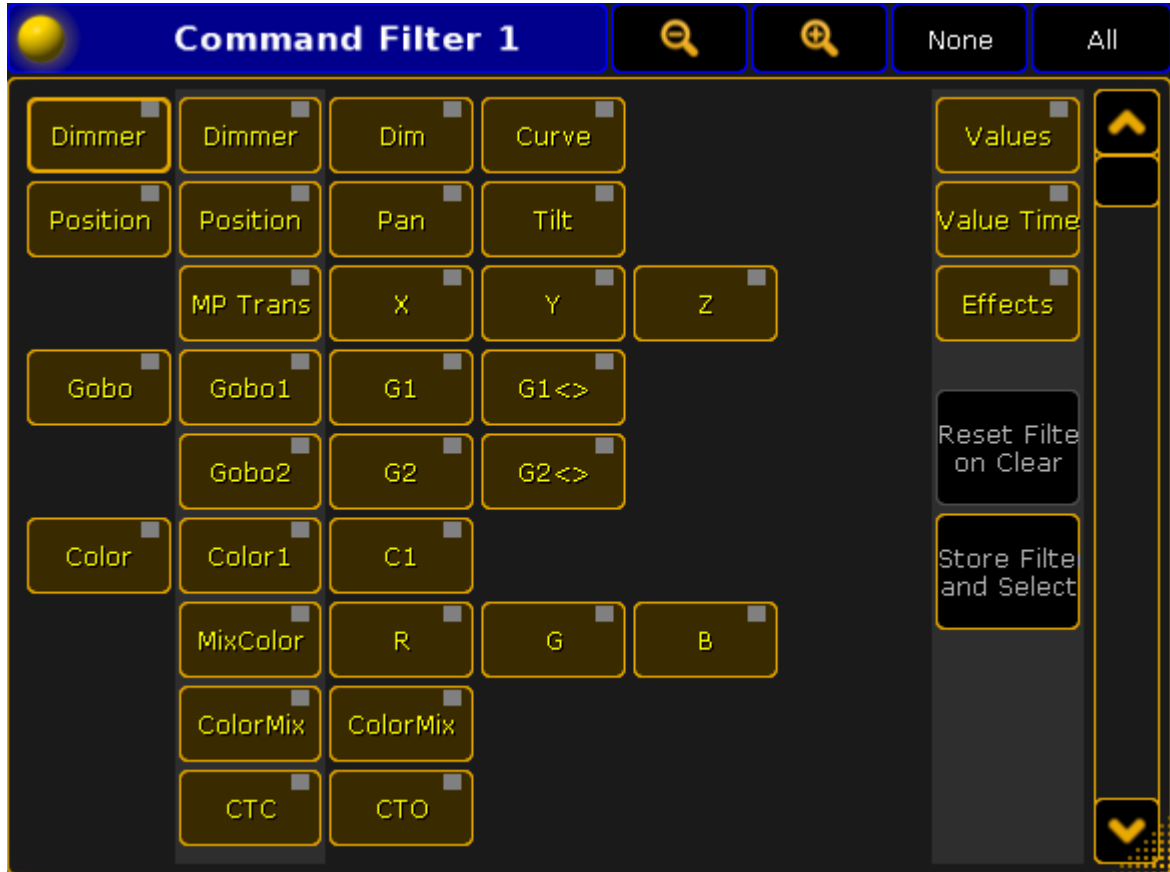 Command Filter 1
None
All
Dimmer
Dimmer
Dim
Curve
Values
Position
Position
Pan
Tilt
Value Time
MP Trans
X
Y
Z
Effects
Gobo
Gobo1
G1
G1<>
Reset Filte
on Clear
Gobo2
G2
G2<>
Color
Color1
C1
Store Filte
and Select
MixColor
R
G
B
ColorMix
ColorMix
CTC
CTO